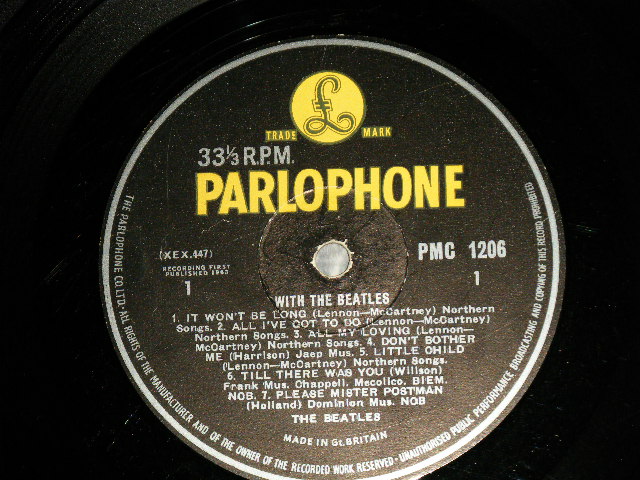 £
TRADE MARK
33⅓ R.P.M.
PARLOPHONE
(XEX.447)
PMC 1206
RECORDING FIRST
PUBLISHED 1963
1
1
WITH THE BEATLES
1. IT WON'T BE LONG (Lennon—McCartney) Northern
Songs. 2. ALL I'VE GOT TO DO (Lennon—McCartney)
Northern Songs. 3. ALL MY LOVING (Lennon—
McCartney) Northern Songs. 4. DON'T BOTHER
ME (Harrison) Jaep Mus. 5. LITTLE CHILD
(Lennon—McCartney) Northern Songs.
6. TILL THERE WAS YOU (Willson)
Frank Mus. Chappell. Mecolico. BIEM.
NOB. 7. PLEASE MISTER POSTMAN
(Holland) Dominion Mus. NOB
THE BEATLES
MADE IN Gt. BRITAIN
THE PARLOPHONE CO. LTD.-ALL RIGHTS OF THE MANUFACTURER AND OF THE OWNER OF THE RECORDED WORK RESERVED-UNAUTHORISED PUBLIC PERFORMANCE BROADCASTING AND COPYING OF THIS RECORD PROHIBITED